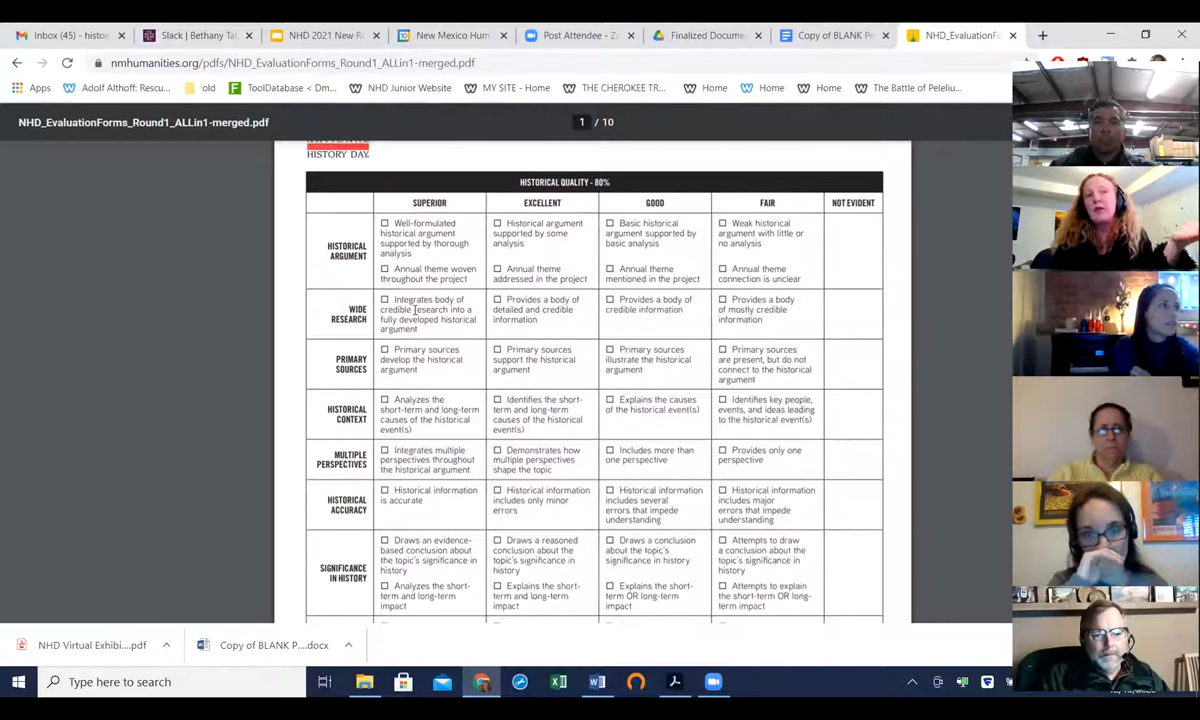 Inbox (45) - histor
Slack | Bethany Tal
NHD 2021 New R
New Mexico Hum
Post Attendee - Zo
Finalized Docume
Copy of BLANK Pe
NHD_EvaluationFo
nmhumanities.org/pdfs/NHD_EvaluationForms_Round1_ALLin1-merged.pdf
Apps
Adolf Althoff: Rescu...
old
ToolDatabase < Dm...
NHD Junior Website
MY SITE - Home
THE CHEROKEE TR...
Home
Home
Home
The Battle of Peleliu...
NHD_EvaluationForms_Round1_ALLin1-merged.pdf
1 / 10
HISTORY DAY
HISTORICAL QUALITY - 80%
SUPERIOR
EXCELLENT
GOOD
FAIR
NOT EVIDENT
HISTORICAL
ARGUMENT
Well-formulated
historical argument
supported by thorough
analysis
Annual theme woven
throughout the project
Historical argument
supported by some
analysis
Annual theme
addressed in the project
Basic historical
argument supported by
basic analysis
Annual theme
mentioned in the project
Weak historical
argument with little or
no analysis
Annual theme
connection is unclear
WIDE
RESEARCH
Integrates body of
credible research into a
fully developed historical
argument
Provides a body of
detailed and credible
information
Provides a body of
credible information
Provides a body
of mostly credible
information
PRIMARY
SOURCES
Primary sources
develop the historical
argument
Primary sources
support the historical
argument
Primary sources
illustrate the historical
argument
Primary sources
are present, but do not
connect to the historical
argument
HISTORICAL
CONTEXT
Analyzes the
short-term and long-term
causes of the historical
event(s)
Identifies the short-
term and long-term
causes of the historical
event(s)
Explains the causes
of the historical event(s)
Identifies key people,
events, and ideas leading
to the historical event(s)
MULTIPLE
PERSPECTIVES
Integrates multiple
perspectives throughout
the historical argument
Demonstrates how
multiple perspectives
shape the topic
Includes more than
one perspective
Provides only one
perspective
HISTORICAL
ACCURACY
Historical information
is accurate
Historical information
includes only minor
errors
Historical information
includes several
errors that impede
understanding
Historical information
includes major
errors that impede
understanding
SIGNIFICANCE
IN HISTORY
Draws an evidence-
based conclusion about
the topic's significance in
history
Analyzes the short-
term and long-term
impact
Draws a reasoned
conclusion about the
topic's significance in
history
Explains the short-
term and long-term
impact
Draws a conclusion
about the topic's
significance in history
Explains the short-
term OR long-term
impact
Attempts to draw
a conclusion about the
topic's significance in
history
Attempts to explain
the short-term OR long-
term impact
NHD Virtual Exhibi....pdf
Copy of BLANK P....docx
Type here to search